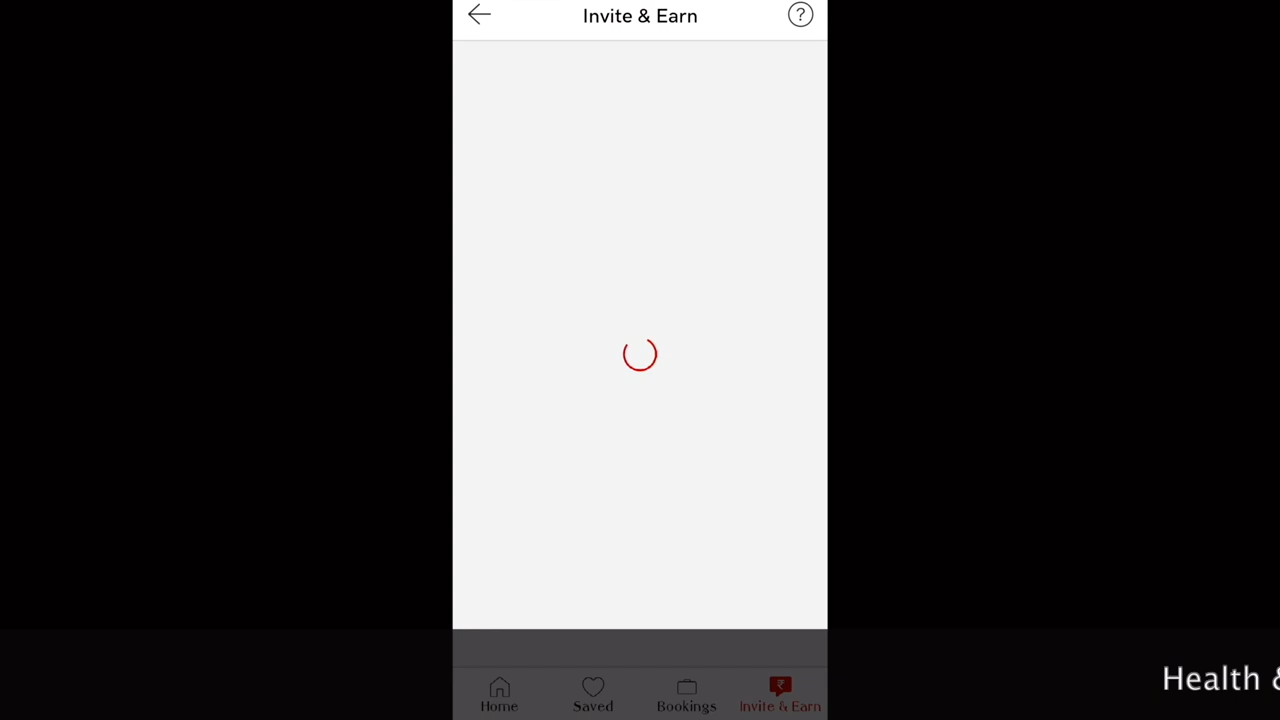 Invite & Earn
?
₹
Home
Saved
Bookings
Invite & Earn
Health &